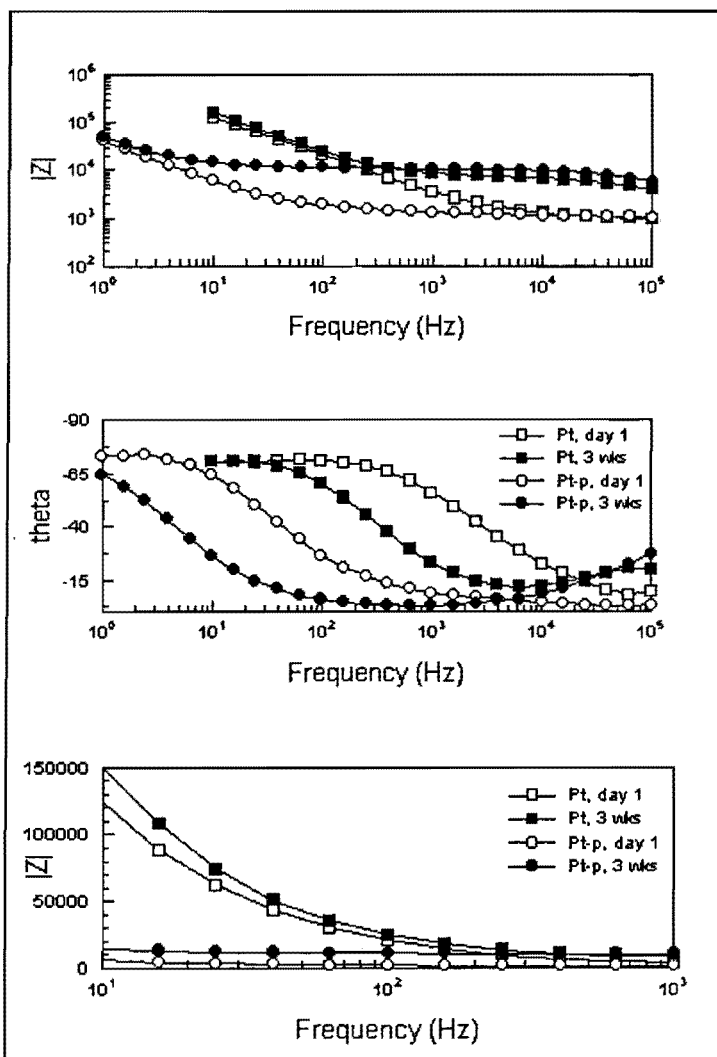 10⁶
10⁵
10⁴
10³
10²
|Z|
10⁰ 10¹ 10² 10³ 10⁴ 10⁵
Frequency (Hz)
-90
-65
-40
-15
theta
Pt, day 1
Pt, 3 wks
Pt-p, day 1
Pt-p, 3 wks
10⁰ 10¹ 10² 10³ 10⁴ 10⁵
Frequency (Hz)
150000
100000
50000
0
|Z|
Pt, day 1
Pt, 3 wks
Pt-p, day 1
Pt-p, 3 wks
10¹ 10² 10³
Frequency (Hz)